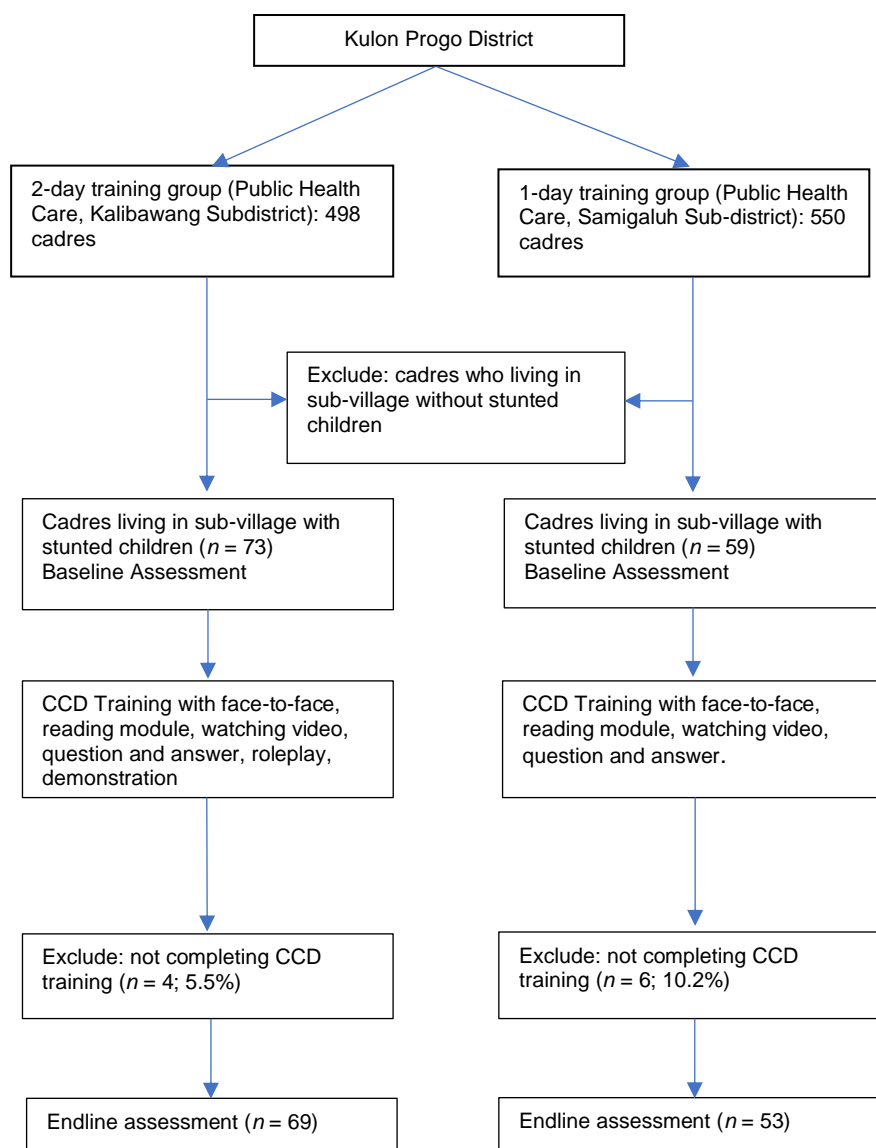 Kulon Progo District
2-day training group (Public Health
Care, Kalibawang Subdistrict): 498
cadres
1-day training group (Public Health
Care, Samigaluh Sub-district): 550
cadres
Exclude: cadres who living in
sub-village without stunted
children
Cadres living in sub-village with
stunted children (n = 73)
Baseline Assessment
Cadres living in sub-village with
stunted children (n = 59)
Baseline Assessment
CCD Training with face-to-face,
reading module, watching video,
question and answer, roleplay,
demonstration
CCD Training with face-to-face,
reading module, watching video,
question and answer.
Exclude: not completing CCD
training (n = 4; 5.5%)
Exclude: not completing CCD
training (n = 6; 10.2%)
Endline assessment (n = 69)
Endline assessment (n = 53)